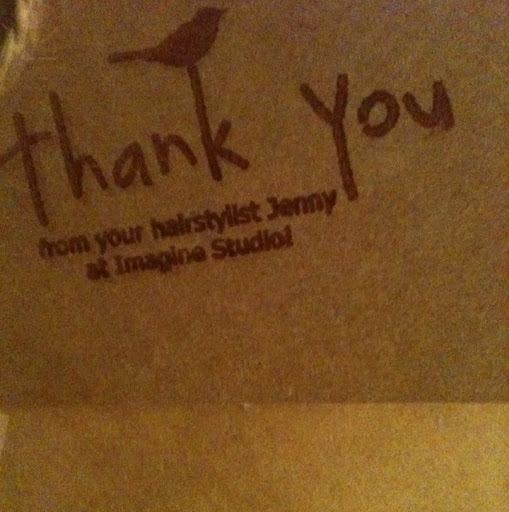 thank you
from your hairstylist Jenny
at Imagine Studio!